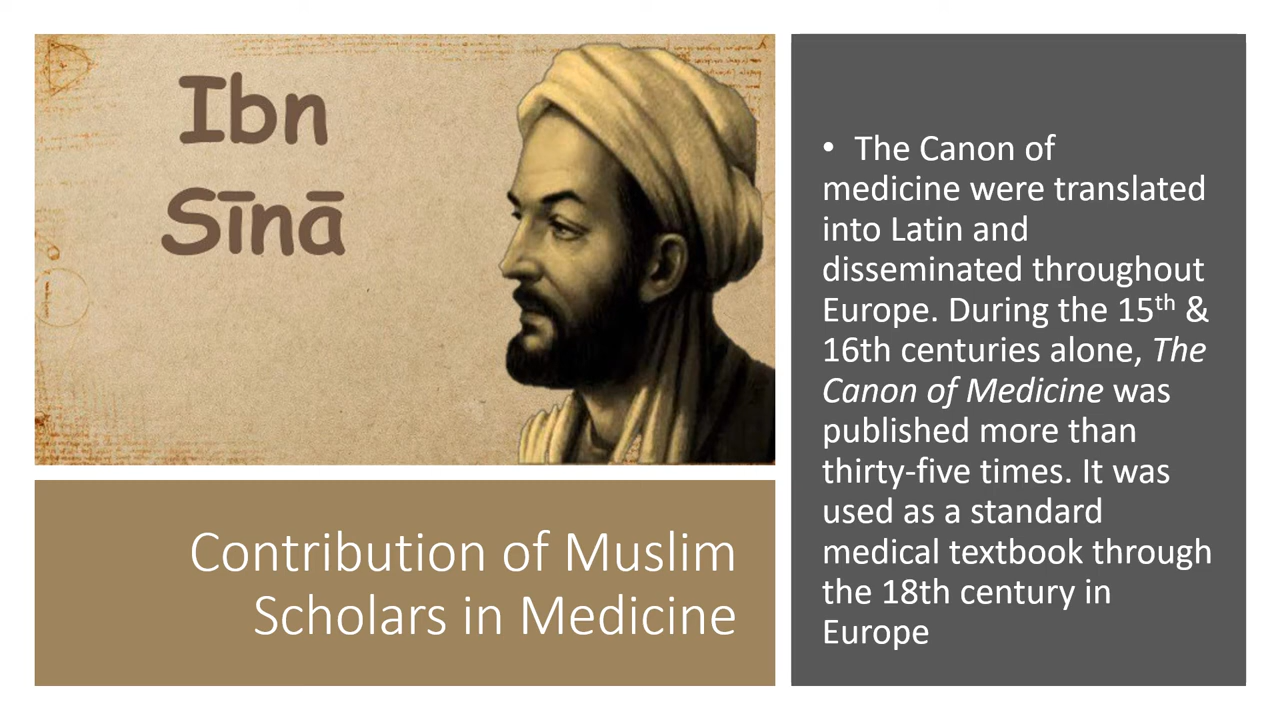 Ibn
Sīnā
Contribution of Muslim
Scholars in Medicine
• The Canon of
medicine were translated
into Latin and
disseminated throughout
Europe. During the 15th &
16th centuries alone, The
Canon of Medicine was
published more than
thirty-five times. It was
used as a standard
medical textbook through
the 18th century in
Europe